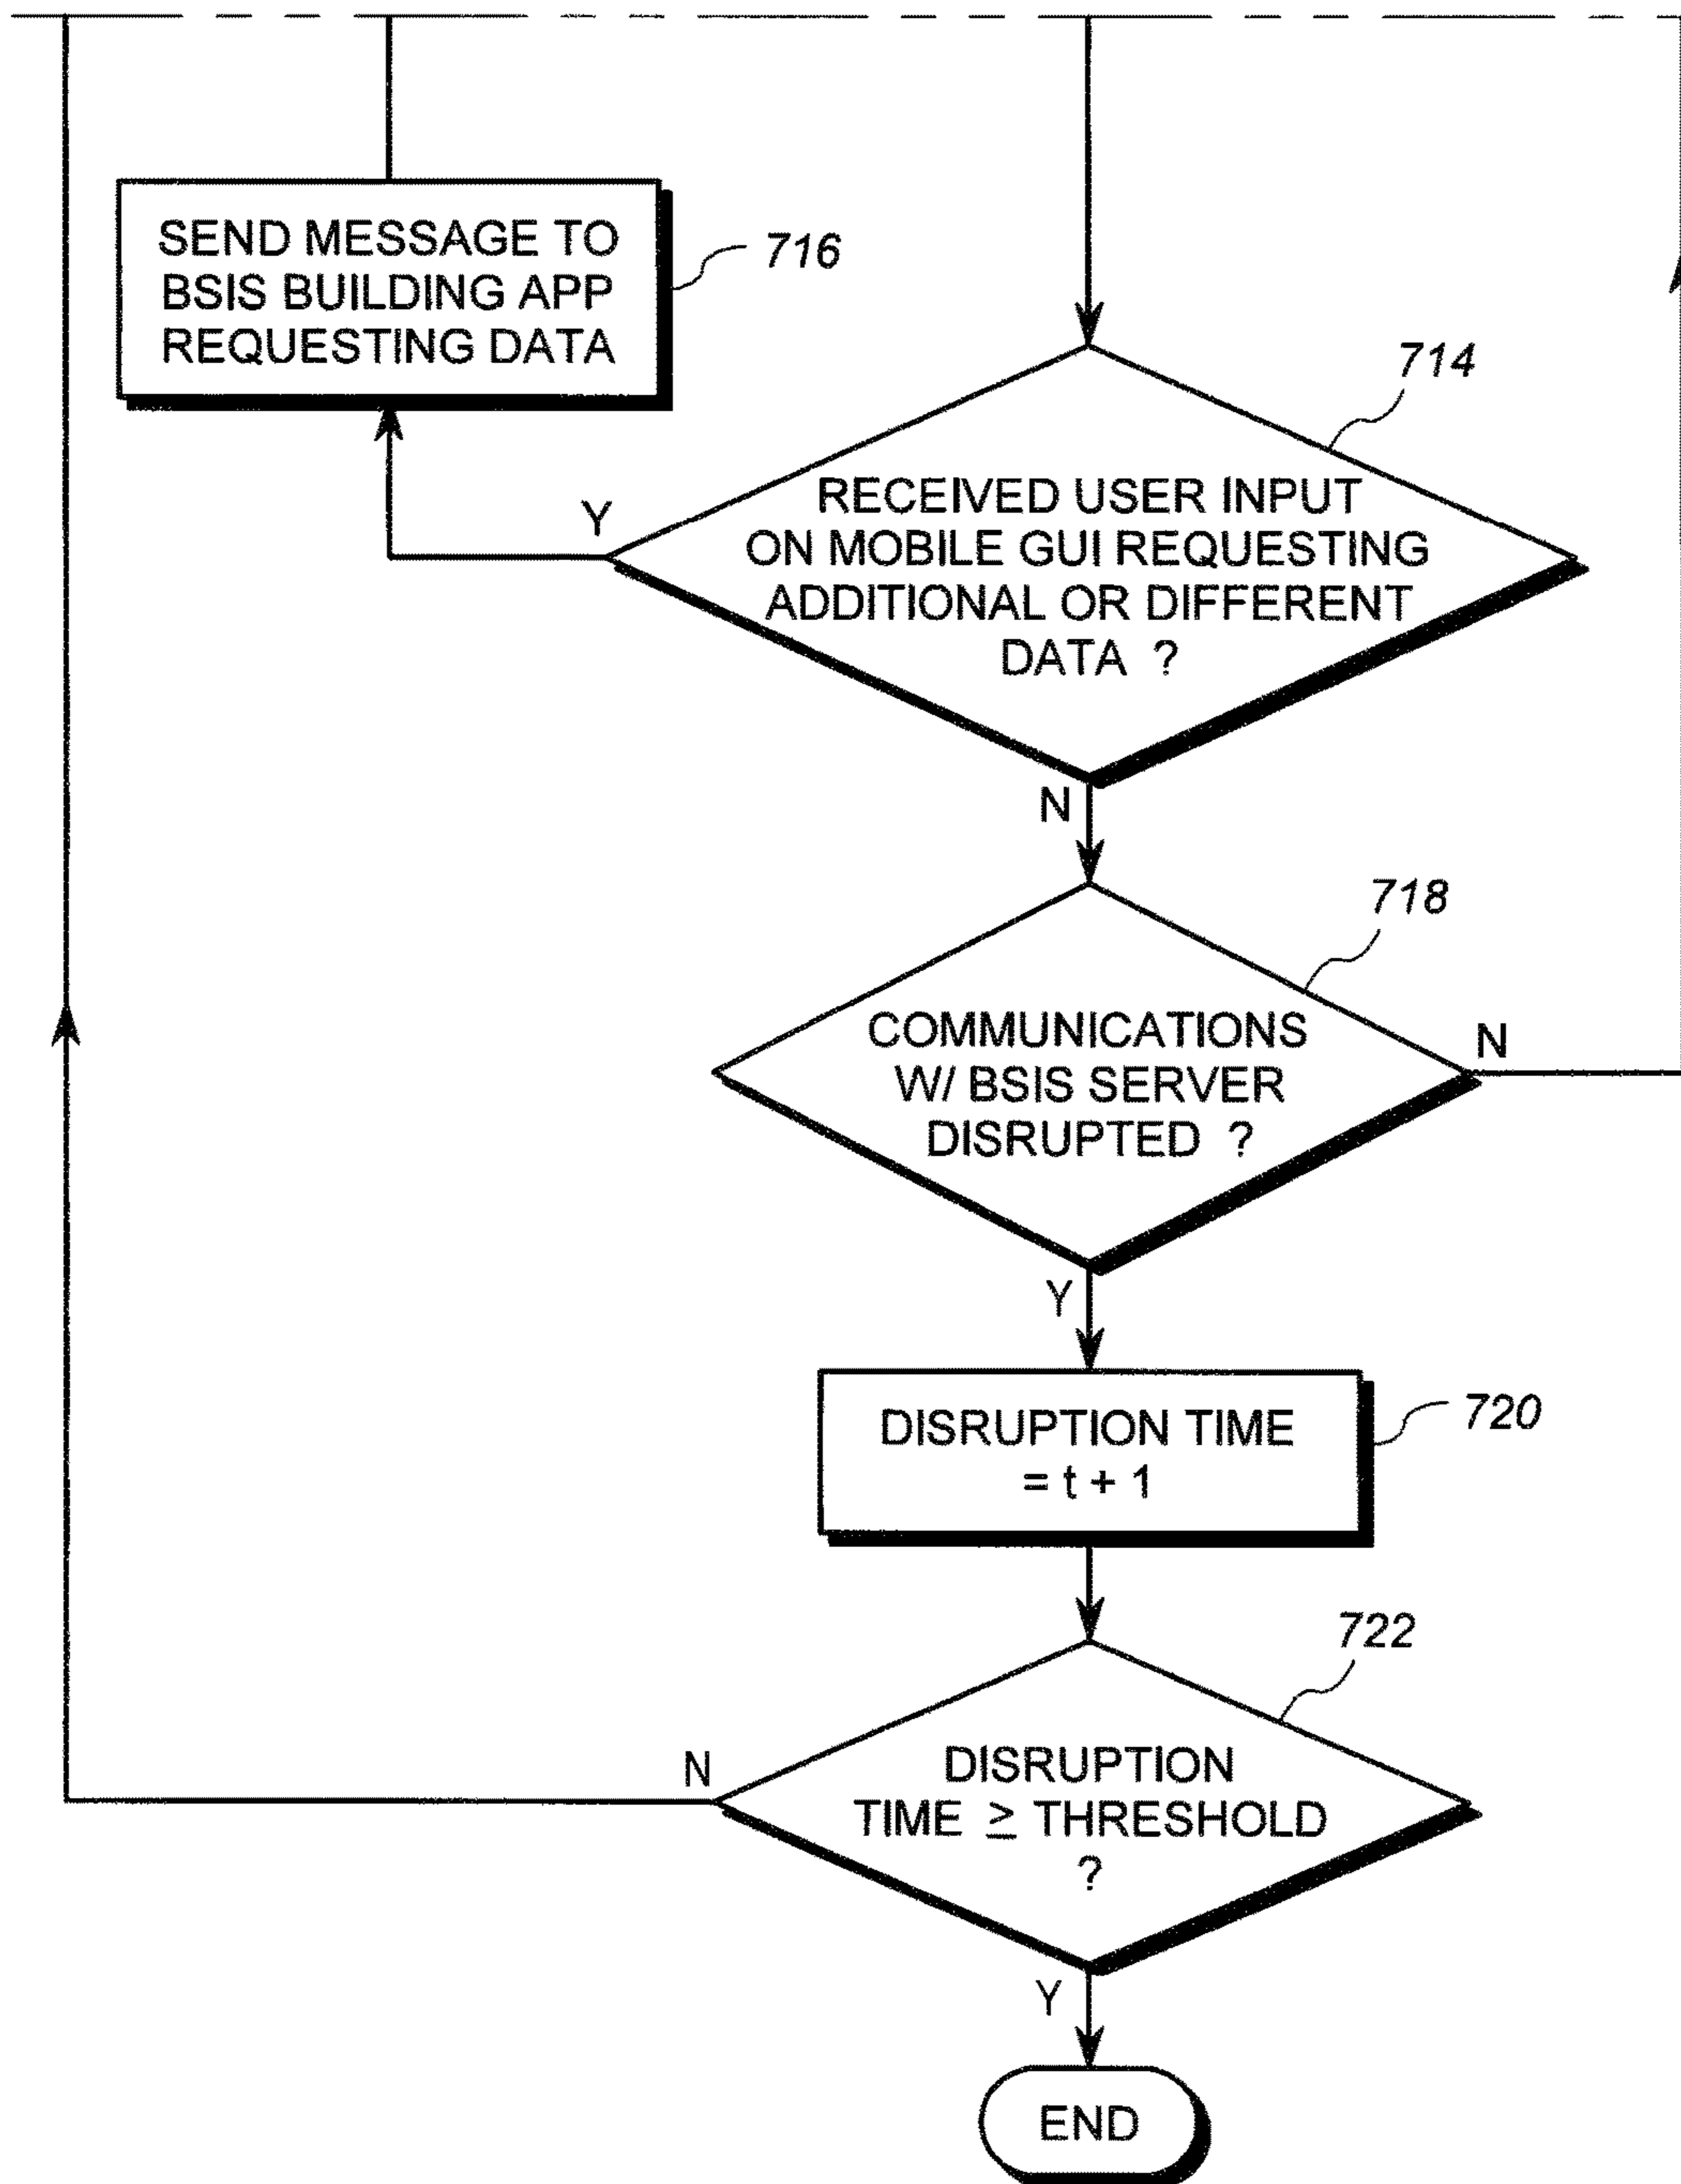 SEND MESSAGE TO
BSIS BUILDING APP
REQUESTING DATA
716
714
RECEIVED USER INPUT
ON MOBILE GUI REQUESTING
ADDITIONAL OR DIFFERENT
DATA ?
Y
N
718
COMMUNICATIONS
W/ BSIS SERVER
DISRUPTED ?
N
Y
DISRUPTION TIME
= t + 1
720
722
DISRUPTION
TIME ≥ THRESHOLD
?
N
Y
END